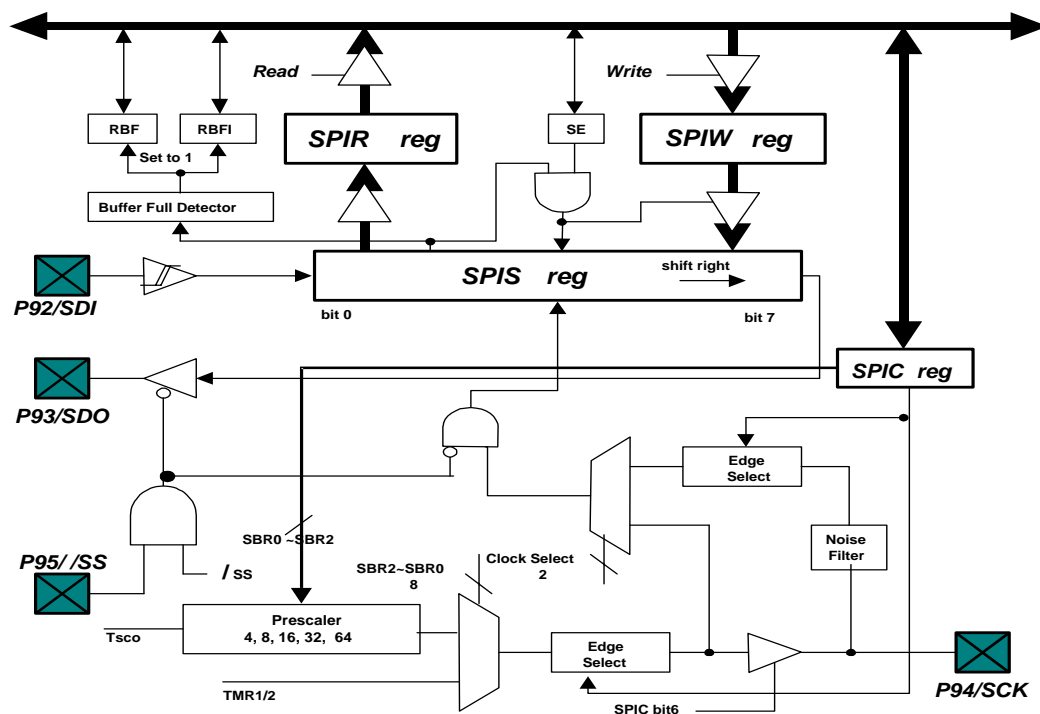 Read
Write
RBF
RBFI
SPIR reg
SE
SPIW reg
Set to 1
Buffer Full Detector
SPIS reg
shift right
P92/SDI
bit 0
bit 7
SPIC reg
P93/SDO
Edge
Select
Noise
Filter
SBR0 ~SBR2
Clock Select
2
P95/ /SS
/ SS
SBR2~SBR0
8
Prescaler
4, 8, 16, 32, 64
Tsco
Edge
Select
TMR1/2
SPIC bit6
P94/SCK